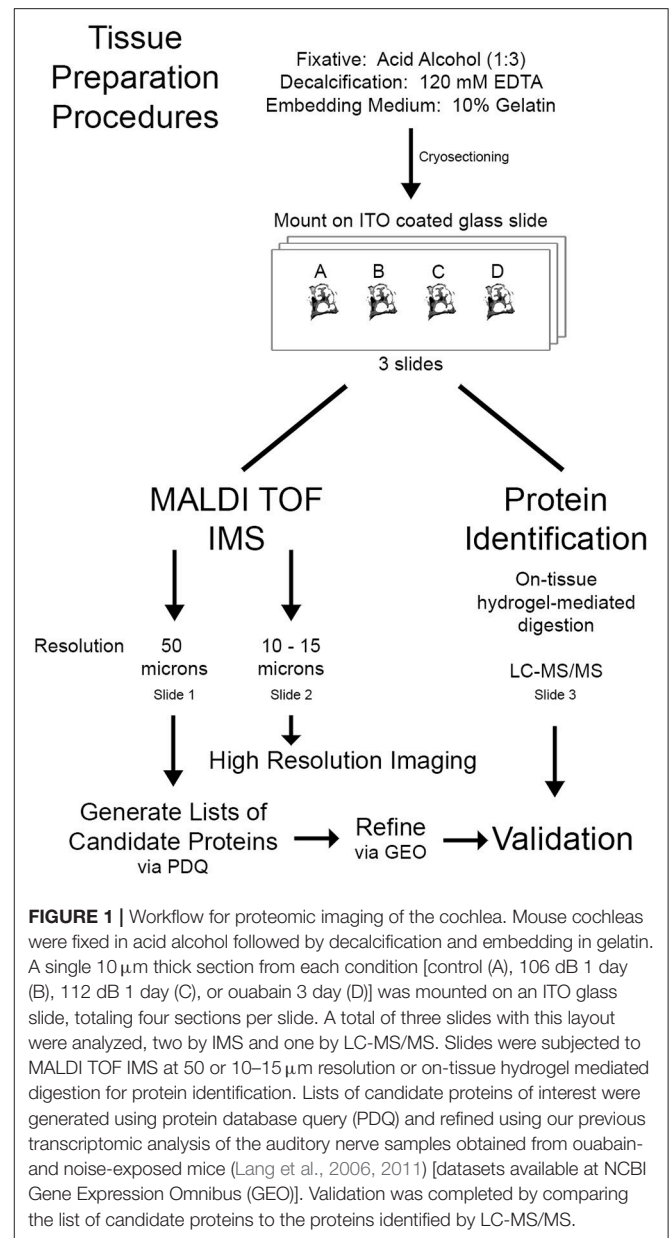 Tissue
Preparation
Procedures
Fixative: Acid Alcohol (1:3)
Decalcification: 120 mM EDTA
Embedding Medium: 10% Gelatin
Cryosectioning
Mount on ITO coated glass slide
A B C D
3 slides
MALDI TOF
IMS
Protein
Identification
On-tissue
hydrogel-mediated
digestion
Resolution
50
microns
Slide 1
10 - 15
microns
Slide 2
LC-MS/MS
Slide 3
High Resolution Imaging
Generate Lists of
Candidate Proteins
via PDQ
Refine
via GEO
Validation
FIGURE 1 | Workflow for proteomic imaging of the cochlea. Mouse cochleas
were fixed in acid alcohol followed by decalcification and embedding in gelatin.
A single 10 μm thick section from each condition [control (A), 106 dB 1 day
(B), 112 dB 1 day (C), or ouabain 3 day (D)] was mounted on an ITO glass
slide, totaling four sections per slide. A total of three slides with this layout
were analyzed, two by IMS and one by LC-MS/MS. Slides were subjected to
MALDI TOF IMS at 50 or 10–15 μm resolution or on-tissue hydrogel mediated
digestion for protein identification. Lists of candidate proteins of interest were
generated using protein database query (PDQ) and refined using our previous
transcriptomic analysis of the auditory nerve samples obtained from ouabain-
and noise-exposed mice (Lang et al., 2006, 2011) [datasets available at NCBI
Gene Expression Omnibus (GEO)]. Validation was completed by comparing
the list of candidate proteins to the proteins identified by LC-MS/MS.